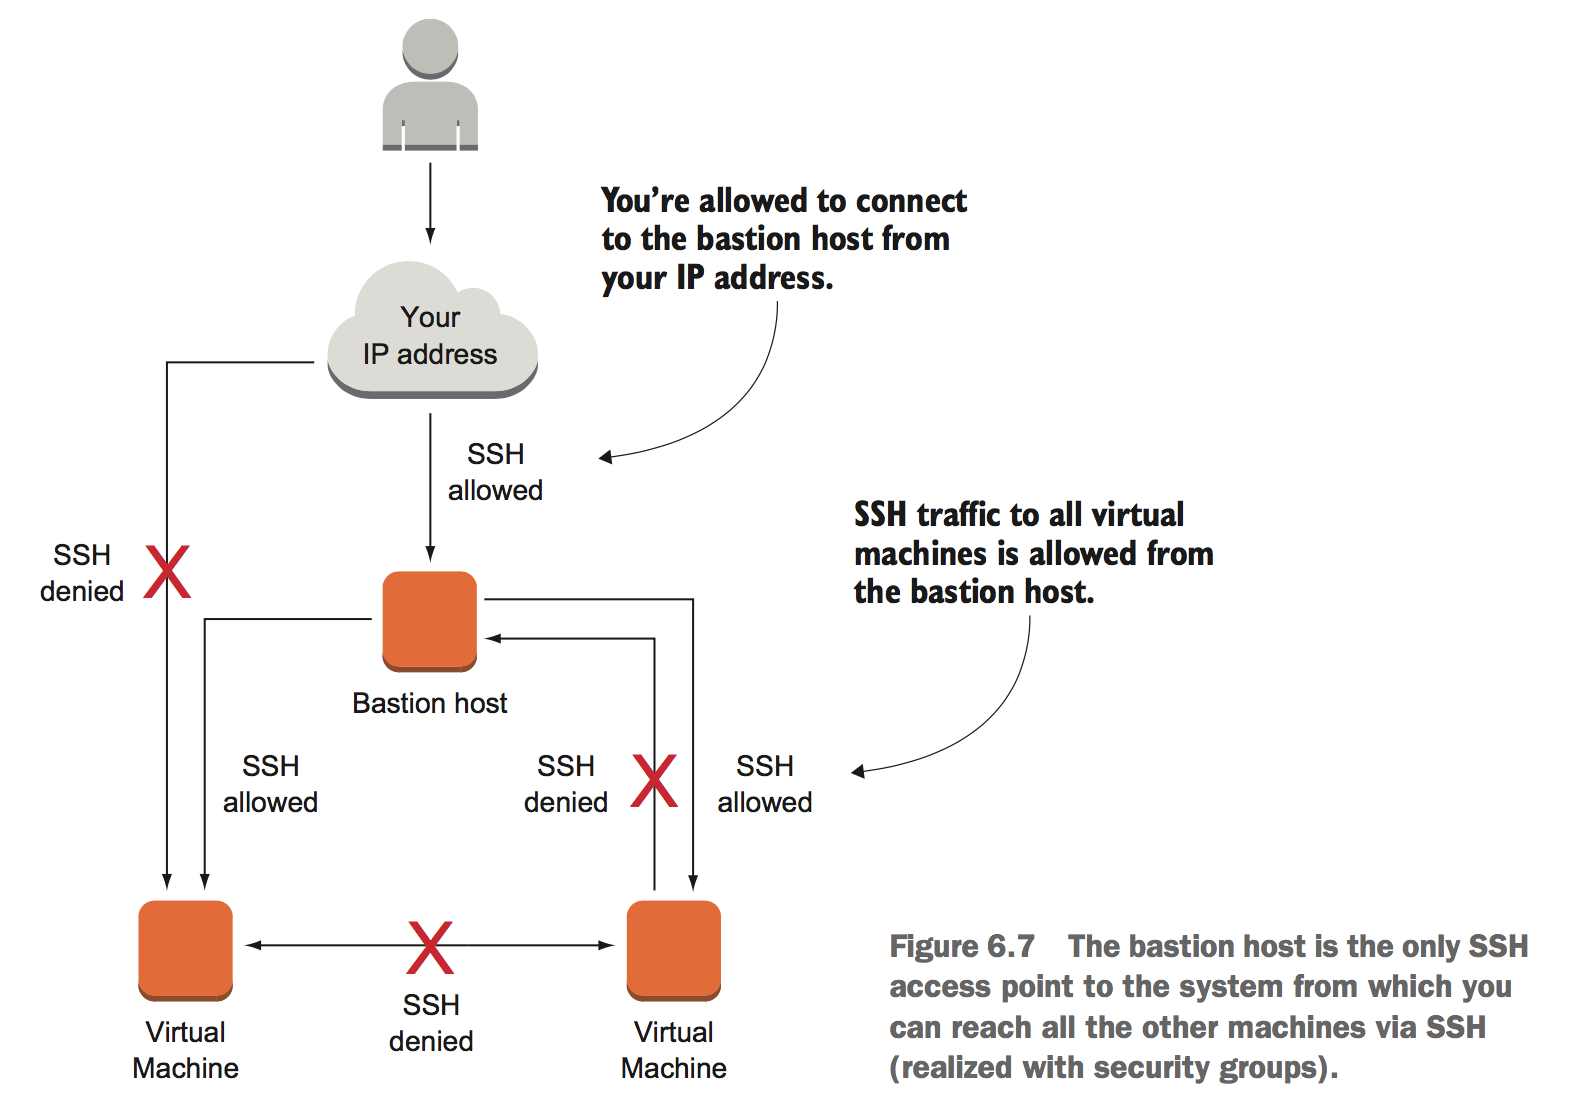 You’re allowed to connect
to the bastion host from
your IP address.
Your
IP address
SSH
allowed
SSH traffic to all virtual
machines is allowed from
the bastion host.
SSH
denied
Bastion host
SSH
allowed
SSH
denied
SSH
allowed
SSH
denied
Virtual
Machine
Virtual
Machine
Figure 6.7 The bastion host is the only SSH
access point to the system from which you
can reach all the other machines via SSH
(realized with security groups).